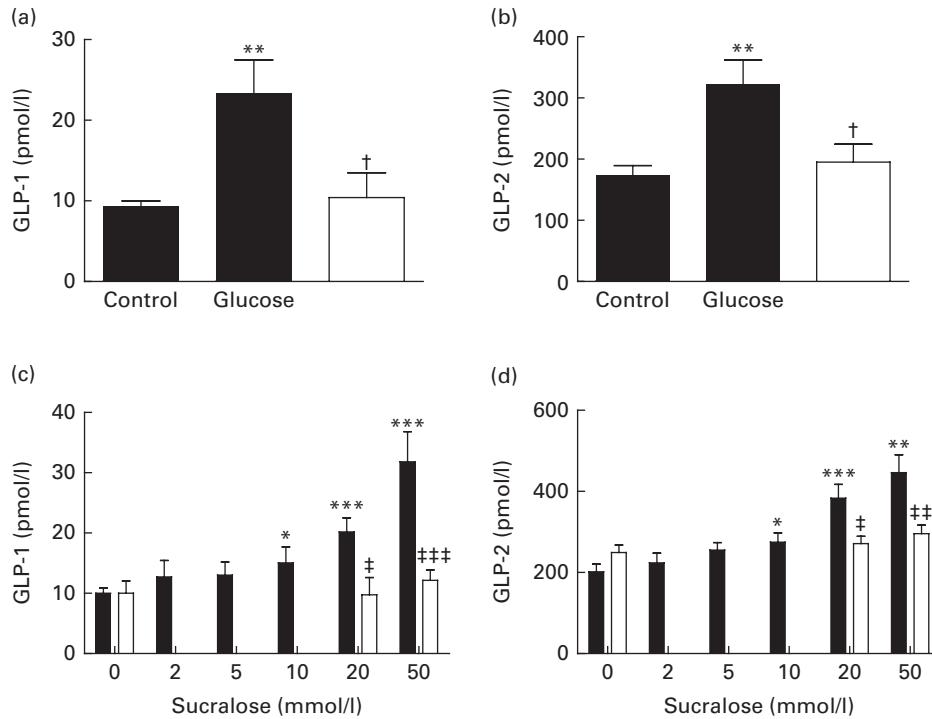 (a)
30
20
10
0
GLP-1 (pmol/l)
**
†
Control Glucose
(b)
400
300
200
100
0
GLP-2 (pmol/l)
**
†
Control Glucose
(c)
40
30
20
10
0
GLP-1 (pmol/l)
*
***
‡
***
‡‡‡
0 2 5 10 20 50
Sucralose (mmol/l)
(d)
600
400
200
0
GLP-2 (pmol/l)
*
***
‡
**
‡‡
0 2 5 10 20 50
Sucralose (mmol/l)